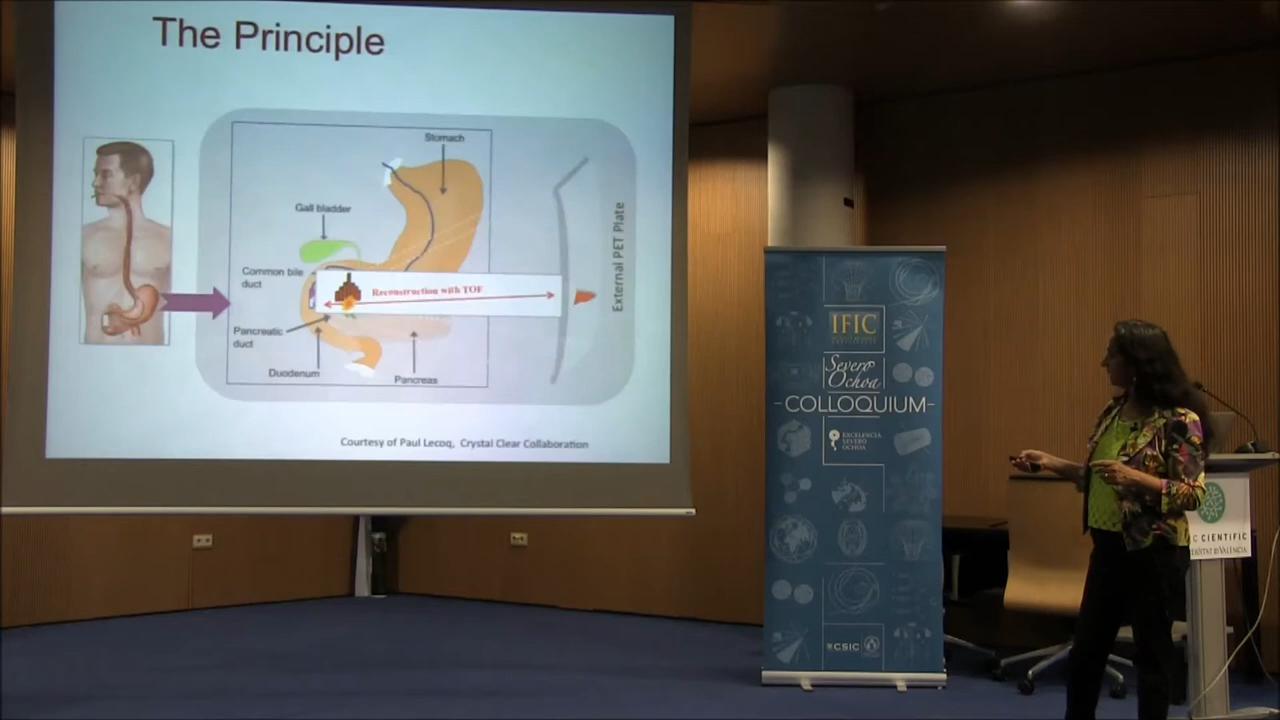 The Principle
Stomach
Gall bladder
Common bile
duct
Reconstruction with TOF
Pancreatic
duct
Duodenum
Pancreas
External PET Plate
Courtesy of Paul Lecoq, Crystal Clear Collaboration
IFIC
Severo
Ochoa
-COLLOQUIUM-
EXCELENCIA
SEVERO
OCHOA
CSIC
C CIENTÍFIC